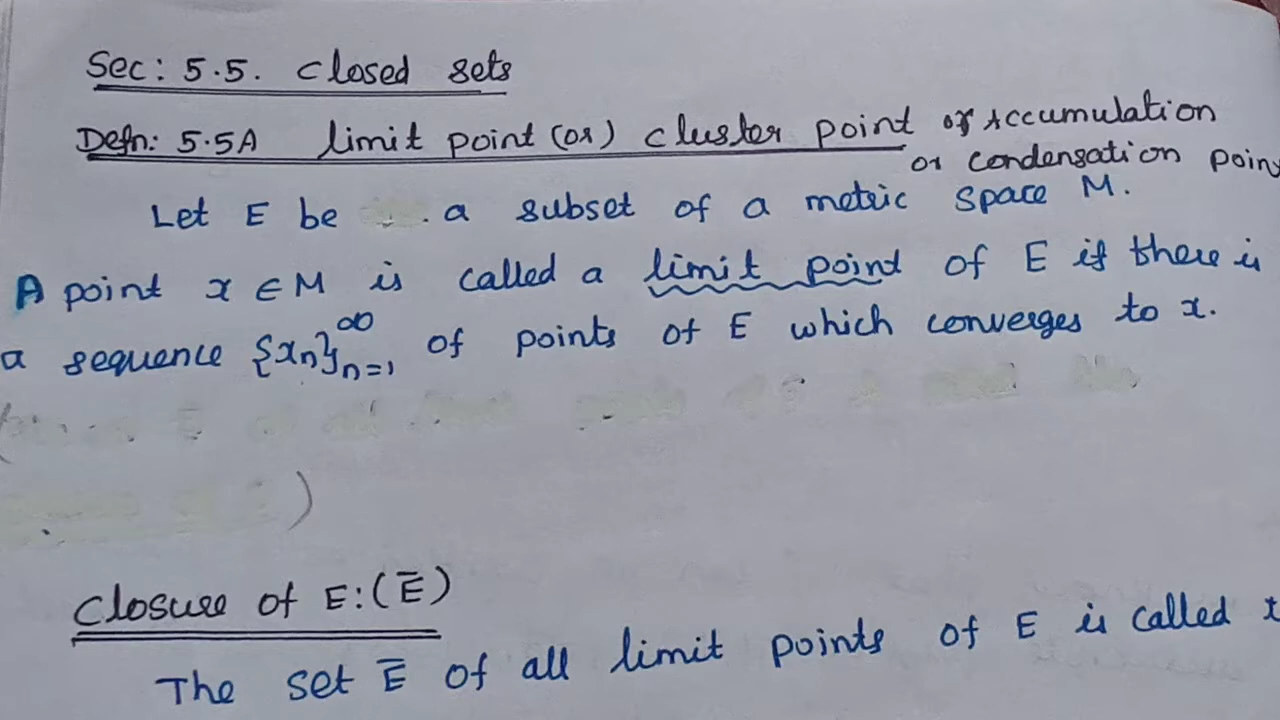 Sec: 5.5. closed sets
Defn: 5.5A limit point (or) cluster point or Accumulation
or condensation point
Let E be a subset of a metric space M.
A point x ∈ M is called a limit point of E if there is
a sequence {xn}∞n=1 of points of E which converges to x.
)
Closure of E: (Ē)
The set Ē of all limit points of E is called